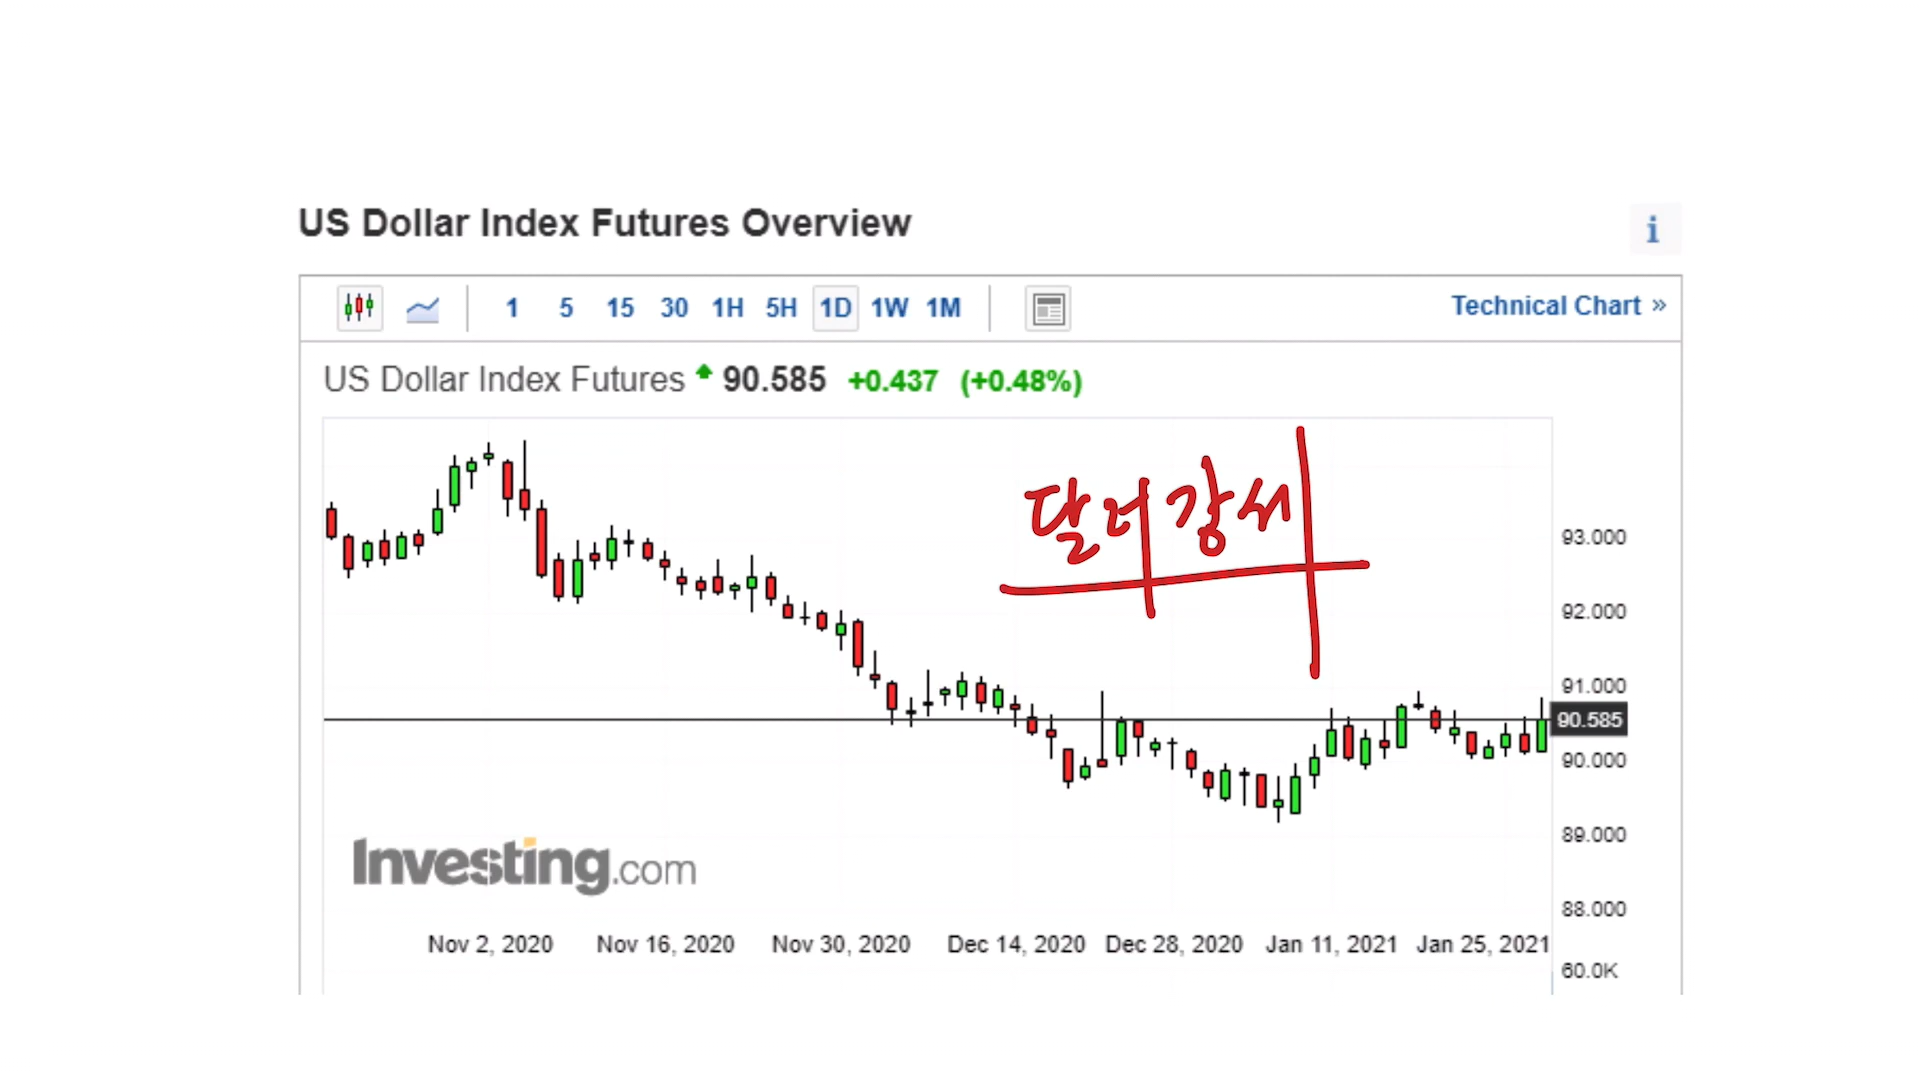 US Dollar Index Futures Overview
i
1 5 15 30 1H 5H 1D 1W 1M
Technical Chart »
US Dollar Index Futures 90.585 +0.437 (+0.48%)
달러 강세
93.000
92.000
91.000
90.585
90.000
89.000
88.000
60.0K
Investing.com
Nov 2, 2020 Nov 16, 2020 Nov 30, 2020 Dec 14, 2020 Dec 28, 2020 Jan 11, 2021 Jan 25, 2021